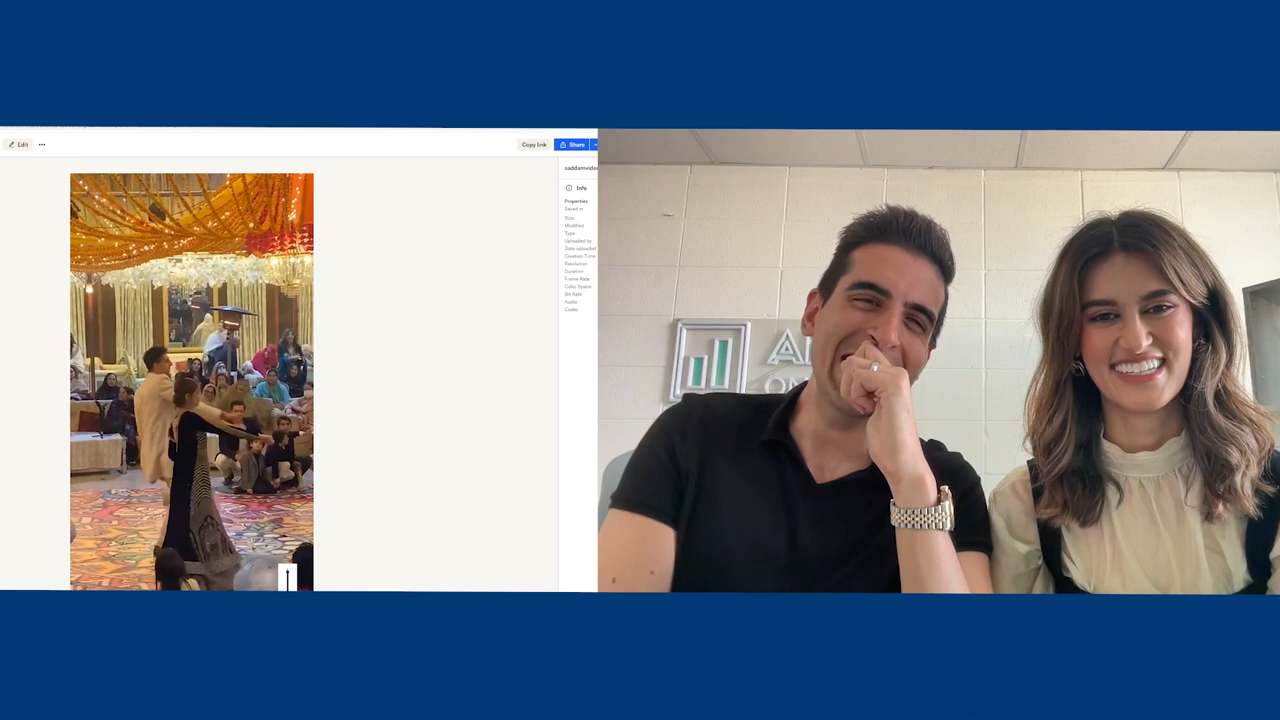 Edit
Copy link
Share
Info
Properties
Saved in
Size
Modified
Type
Uploaded by
Date uploaded
Creation Time
Resolution
Duration
Frame Rate
Color Space
Bit Rate
Audio
Codec